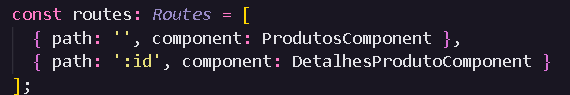 const routes: Routes = [
  { path: '', component: ProdutosComponent },
  { path: ':id', component: DetalhesProdutoComponent }
];